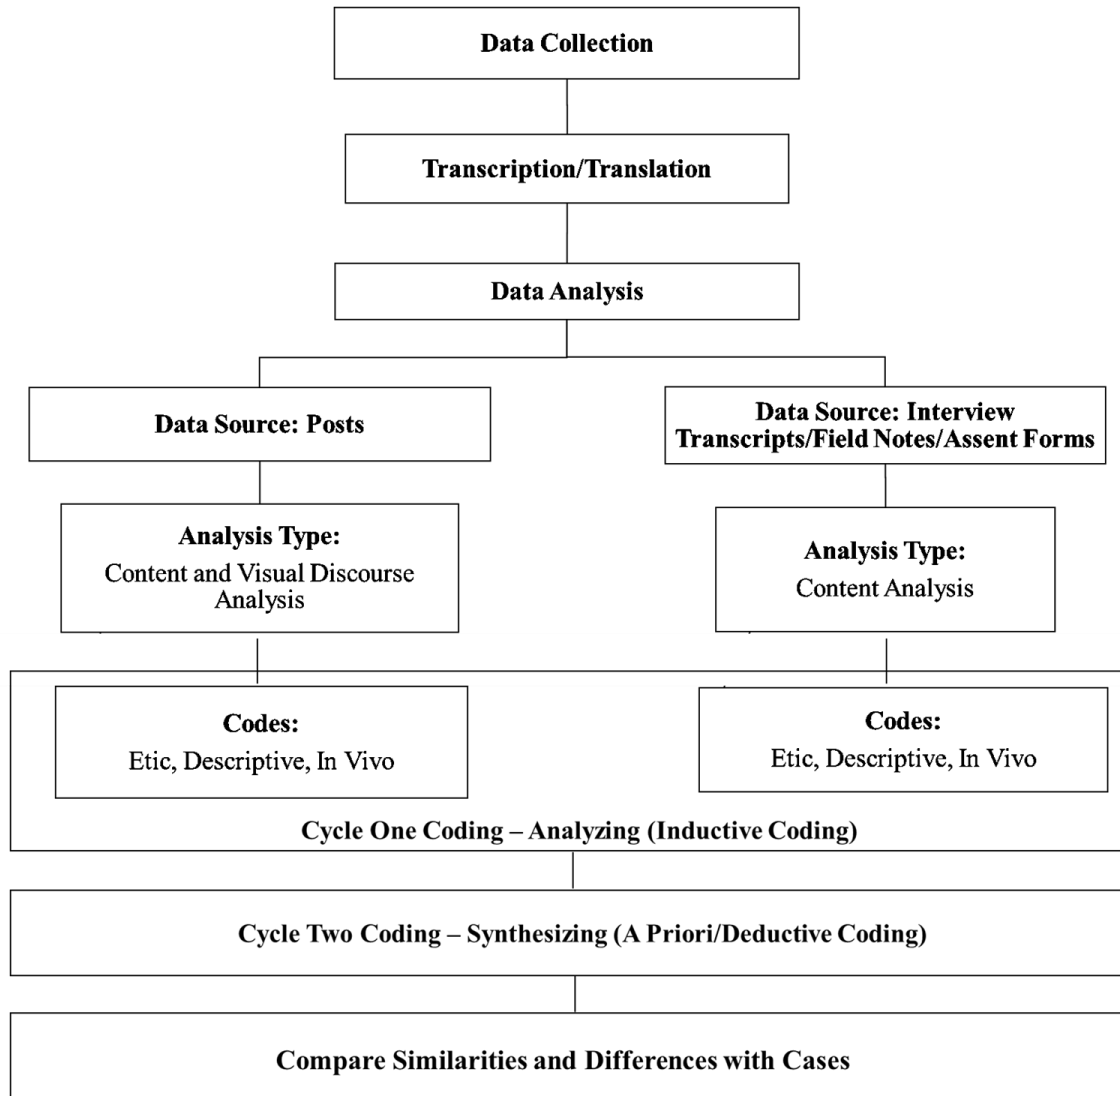 Data Collection
Transcription/Translation
Data Analysis
Data Source: Posts
Data Source: Interview
Transcripts/Field Notes/Assent Forms
Analysis Type:
Content and Visual Discourse
Analysis
Analysis Type:
Content Analysis
Codes:
Etic, Descriptive, In Vivo
Codes:
Etic, Descriptive, In Vivo
Cycle One Coding – Analyzing (Inductive Coding)
Cycle Two Coding – Synthesizing (A Priori/Deductive Coding)
Compare Similarities and Differences with Cases